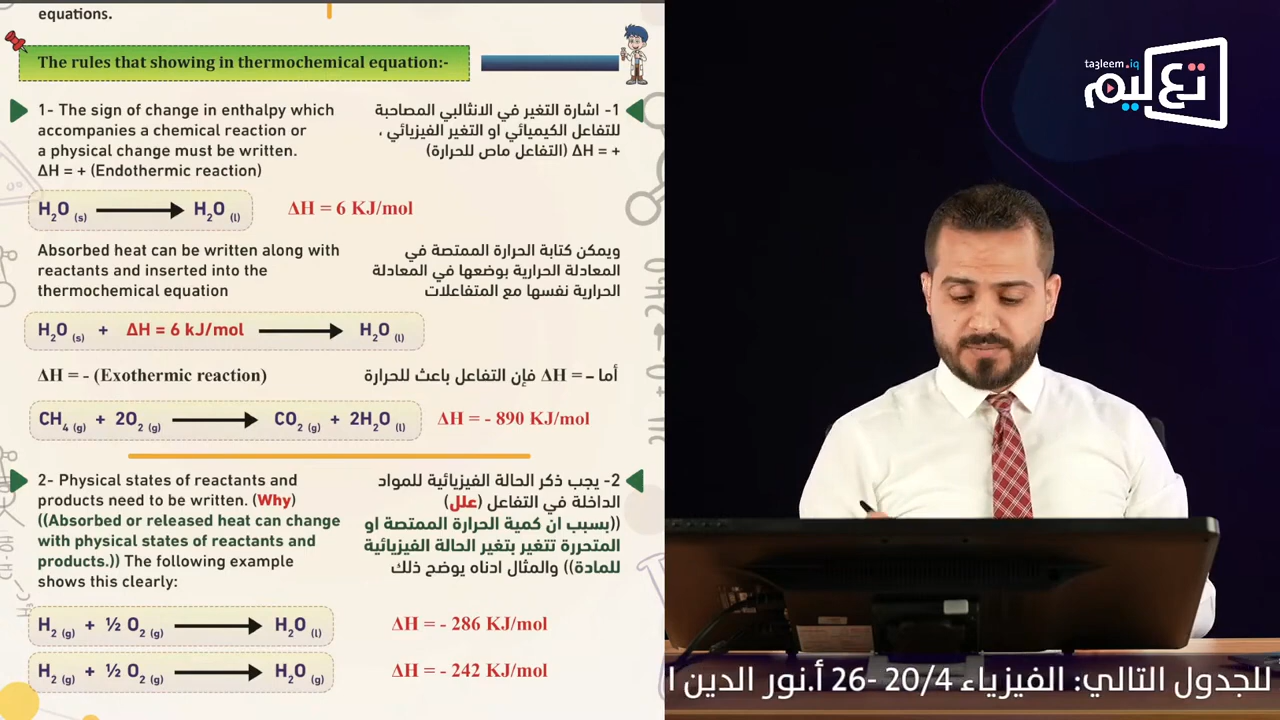 equations.
The rules that showing in thermochemical equation:-
1- The sign of change in enthalpy which
accompanies a chemical reaction or
a physical change must be written.
ΔH = + (Endothermic reaction)
1- اشارة التغير في الانثالبي المصاحبة
للتفاعل الكيميائي او التغير الفيزيائي ،
ΔH = + (التفاعل ماص للحرارة)
H₂O (s) ⟶ H₂O (l) ΔH = 6 KJ/mol
Absorbed heat can be written along with
reactants and inserted into the
thermochemical equation
ويمكن كتابة الحرارة الممتصة في
المعادلة الحرارية بوضعها في المعادلة
الحرارية نفسها مع المتفاعلات
H₂O (s) + ΔH = 6 kJ/mol ⟶ H₂O (l)
ΔH = - (Exothermic reaction)
أما – = ΔH فإن التفاعل باعث للحرارة
CH₄ (g) + 2O₂ (g) ⟶ CO₂ (g) + 2H₂O (l) ΔH = - 890 KJ/mol
2- Physical states of reactants and
products need to be written. (Why)
((Absorbed or released heat can change
with physical states of reactants and
products.)) The following example
shows this clearly:
2- يجب ذكر الحالة الفيزيائية للمواد
الداخلة في التفاعل (علل)
((بسبب ان كمية الحرارة الممتصة او
المتحررة تتغير بتغير الحالة الفيزيائية
للمادة)) والمثال ادناه يوضح ذلك
H₂ (g) + ½ O₂ (g) ⟶ H₂O (l) ΔH = - 286 KJ/mol
H₂ (g) + ½ O₂ (g) ⟶ H₂O (g) ΔH = - 242 KJ/mol
ta3leem.iq
تعليم
للجدول التالي: الفيزياء 20/4 -26 أ.نور الدين ا